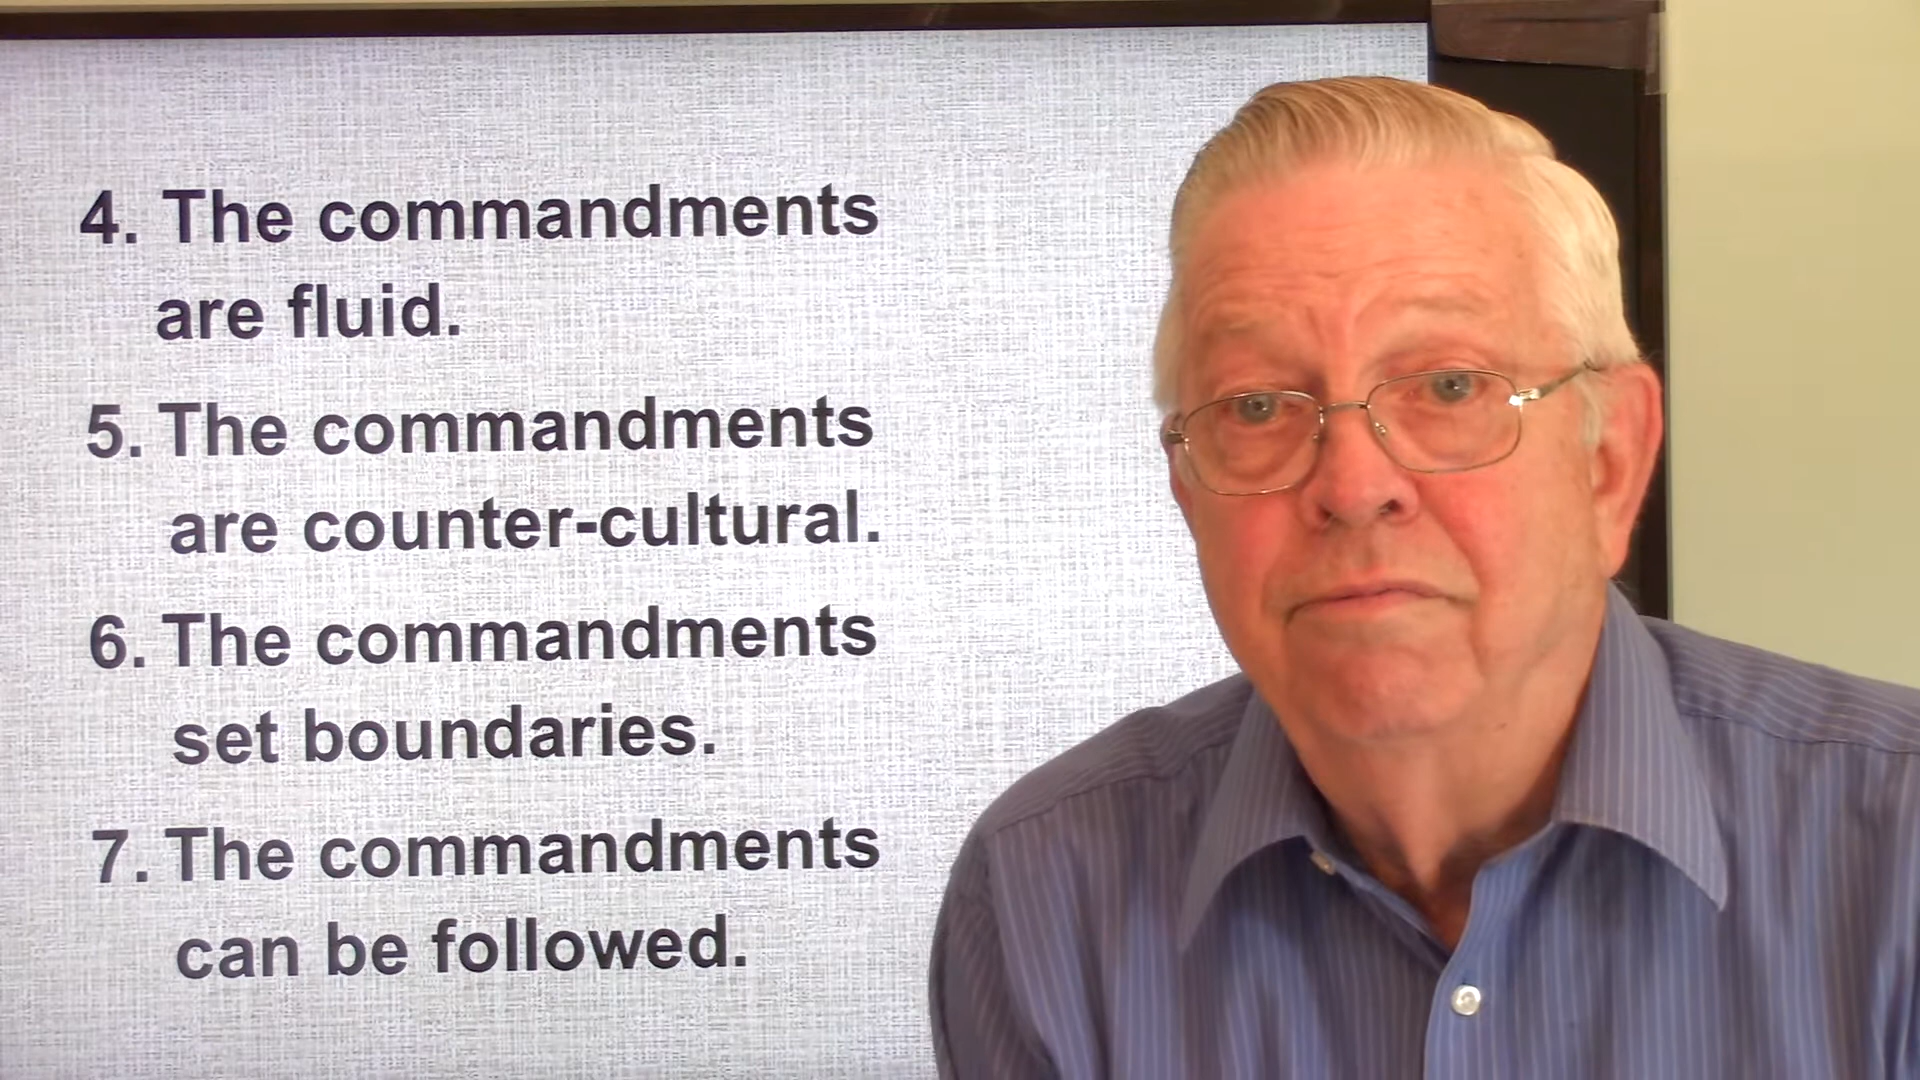 4. The commandments
are fluid.
5. The commandments
are counter-cultural.
6. The commandments
set boundaries.
7. The commandments
can be followed.